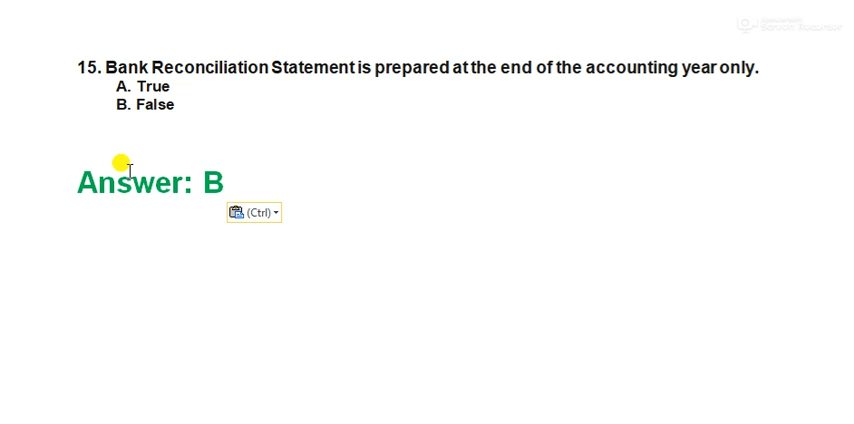 15. Bank Reconciliation Statement is prepared at the end of the accounting year only.
A. True
B. False
Answer: B
(Ctrl)